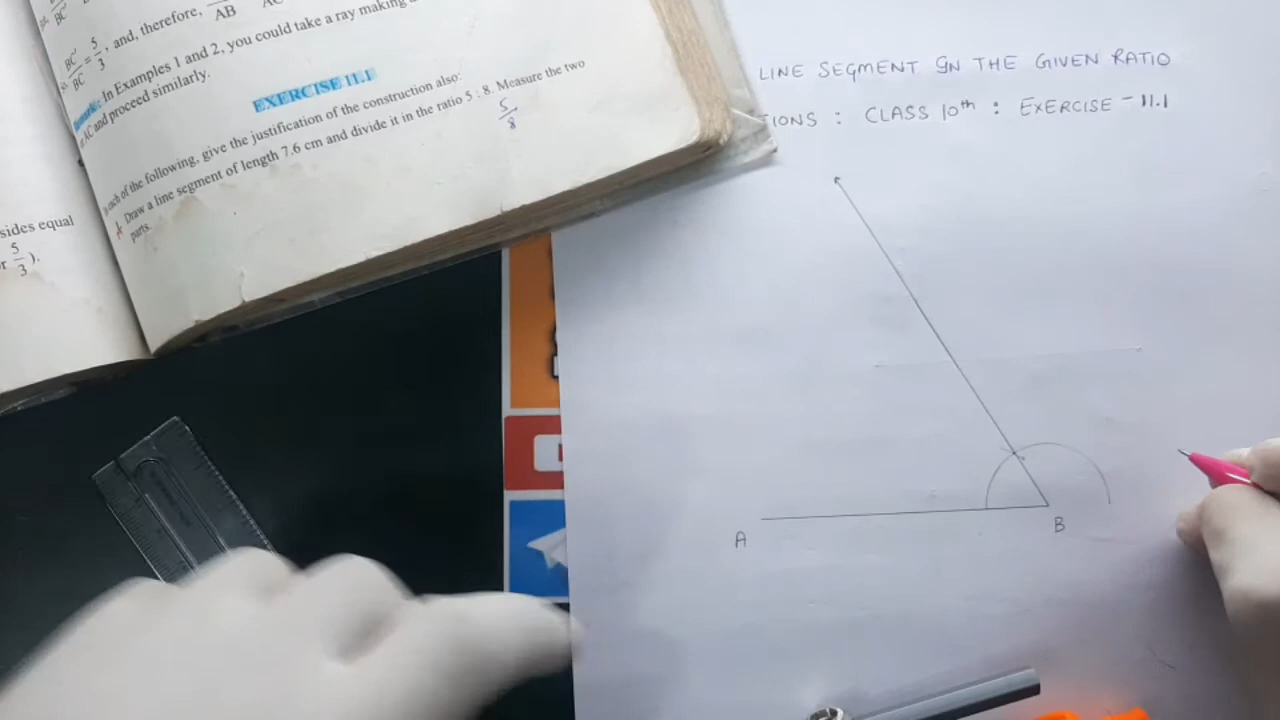 BC'
BC
AB
BC'
BC = 5/3, and, therefore,
Remark: In Examples 1 and 2, you could take a ray making
AC and proceed similarly.
EXERCISE 11.1
In each of the following, give the justification of the construction also:
1. Draw a line segment of length 7.6 cm and divide it in the ratio 5 : 8. Measure the two
parts.
5
8
sides equal
r 5/3 ).
LINE SEGMENT IN THE GIVEN RATIO
TIONS : CLASS 10th : EXERCISE - 11.1
A
B